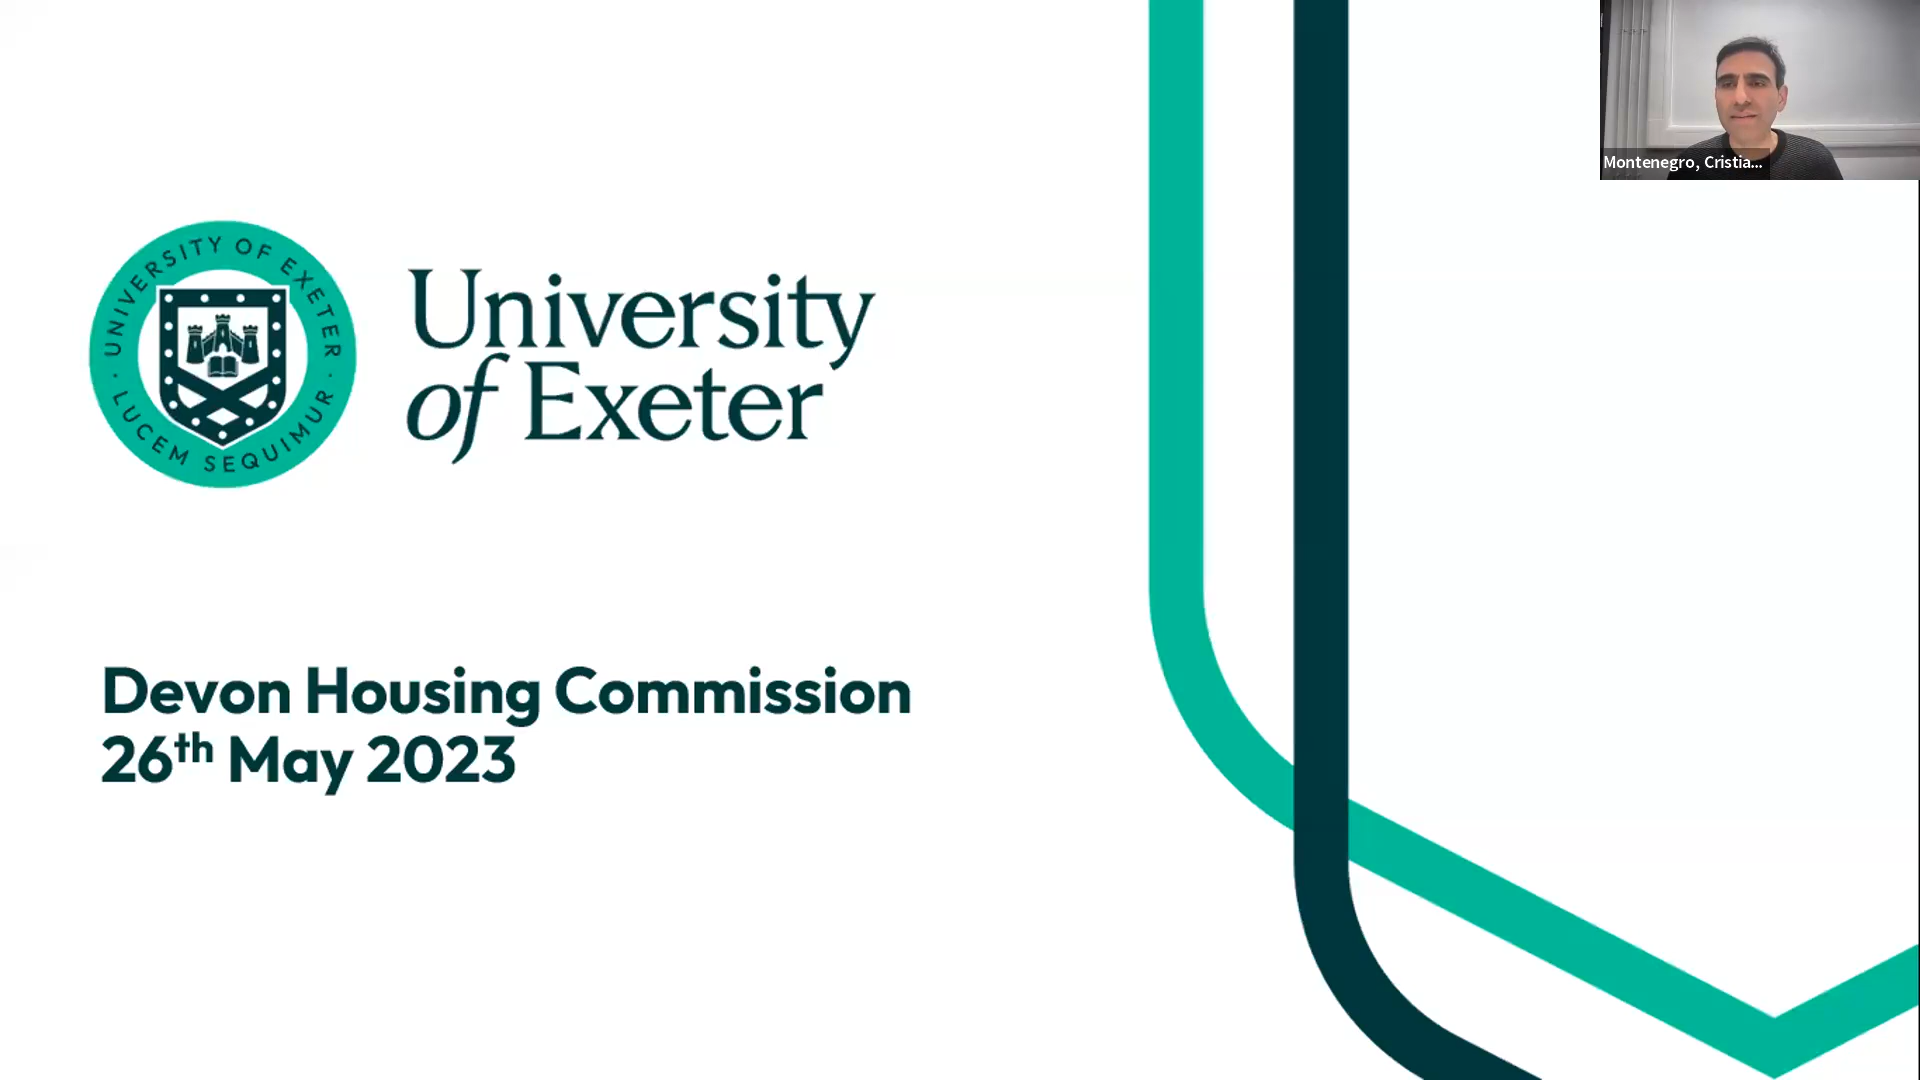 UNIVERSITY OF EXETER
· LUCEM SEQUIMUR ·
University
of Exeter
Devon Housing Commission
26th May 2023
Montenegro, Cristia...